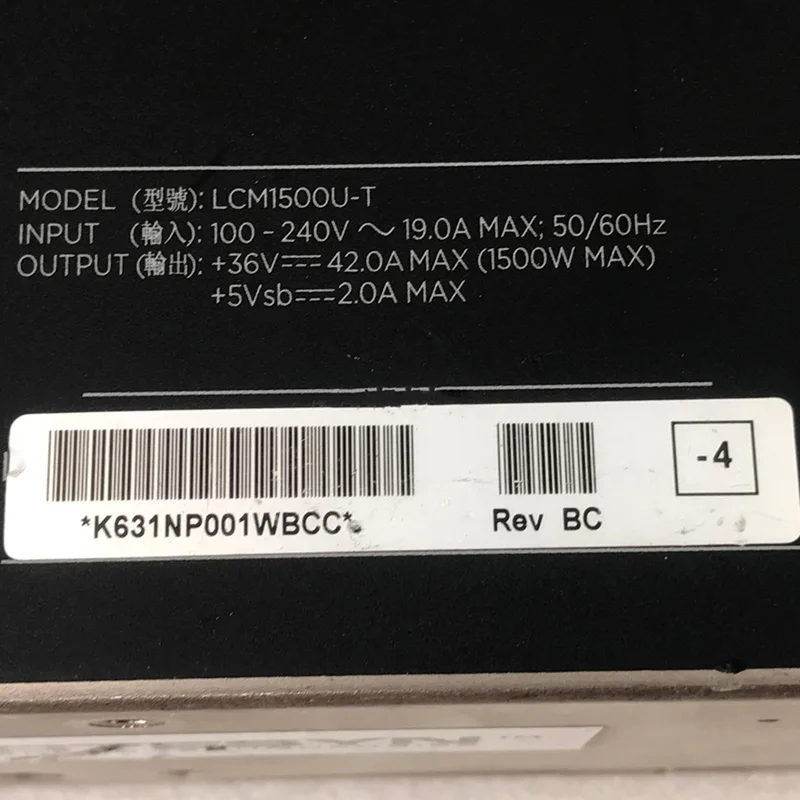 MODEL (型號): LCM1500U-T
INPUT (輸入): 100 - 240V ～ 19.0A MAX; 50/60Hz
OUTPUT (輸出): +36V⎓ 42.0A MAX (1500W MAX)
+5Vsb⎓2.0A MAX
*K631NP001WBCC*
Rev BC
-4